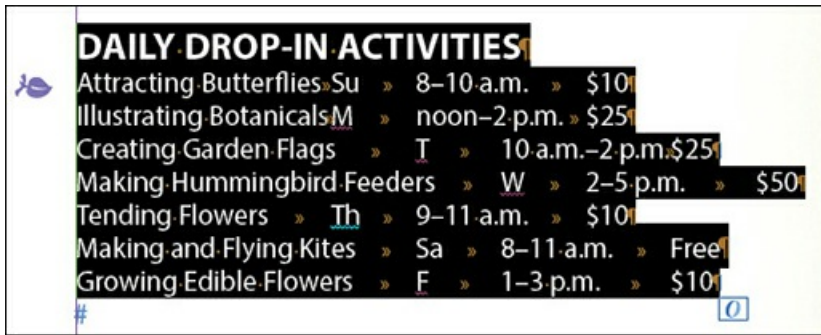 DAILY DROP-IN ACTIVITIES
Attracting Butterflies Su 8–10 a.m. $10
Illustrating Botanicals M noon–2 p.m. $25
Creating Garden Flags T 10 a.m.–2 p.m. $25
Making Hummingbird Feeders W 2–5 p.m. $50
Tending Flowers Th 9–11 a.m. $10
Making and Flying Kites Sa 8–11 a.m. Free
Growing Edible Flowers F 1–3 p.m. $10